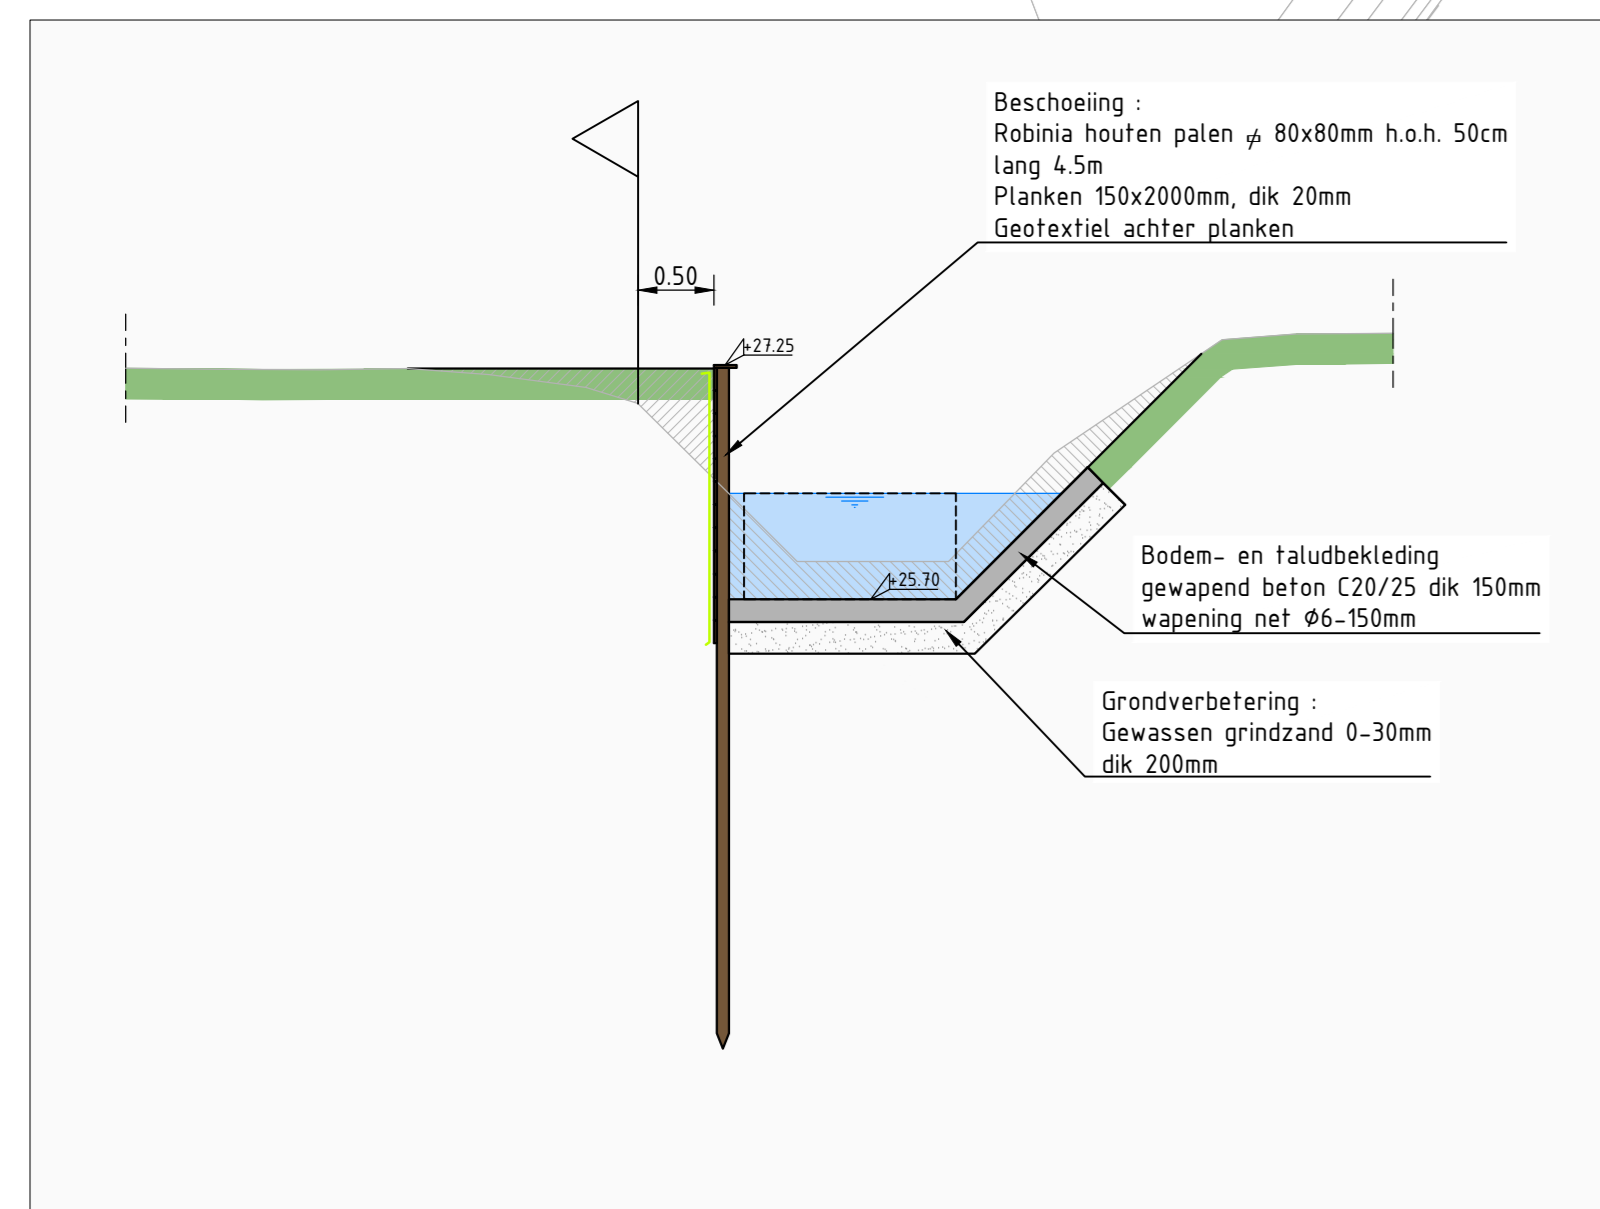 Beschoeiing :
Robinia houten palen ⏍ 80x80mm h.o.h. 50cm
lang 4.5m
Planken 150x2000mm, dik 20mm
Geotextiel achter planken
0.50
+27.25
+25.70
Bodem- en taludbekleding
gewapend beton C20/25 dik 150mm
wapening net Ø6-150mm
Grondverbetering :
Gewassen grindzand 0-30mm
dik 200mm